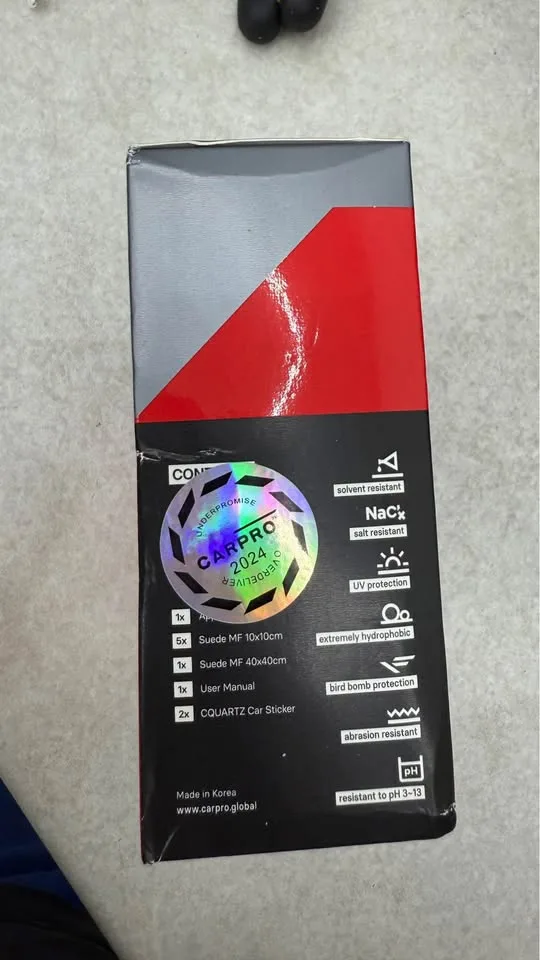 CONT
UNDERPROMISE
CARPRO
2024
OVERDELIVER
1x Ap
5x Suede MF 10x10cm
1x Suede MF 40x40cm
1x User Manual
2x CQUARTZ Car Sticker
Made in Korea
www.carpro.global
solvent resistant
NaCl
salt resistant
UV protection
extremely hydrophobic
bird bomb protection
abrasion resistant
pH
resistant to pH 3~13